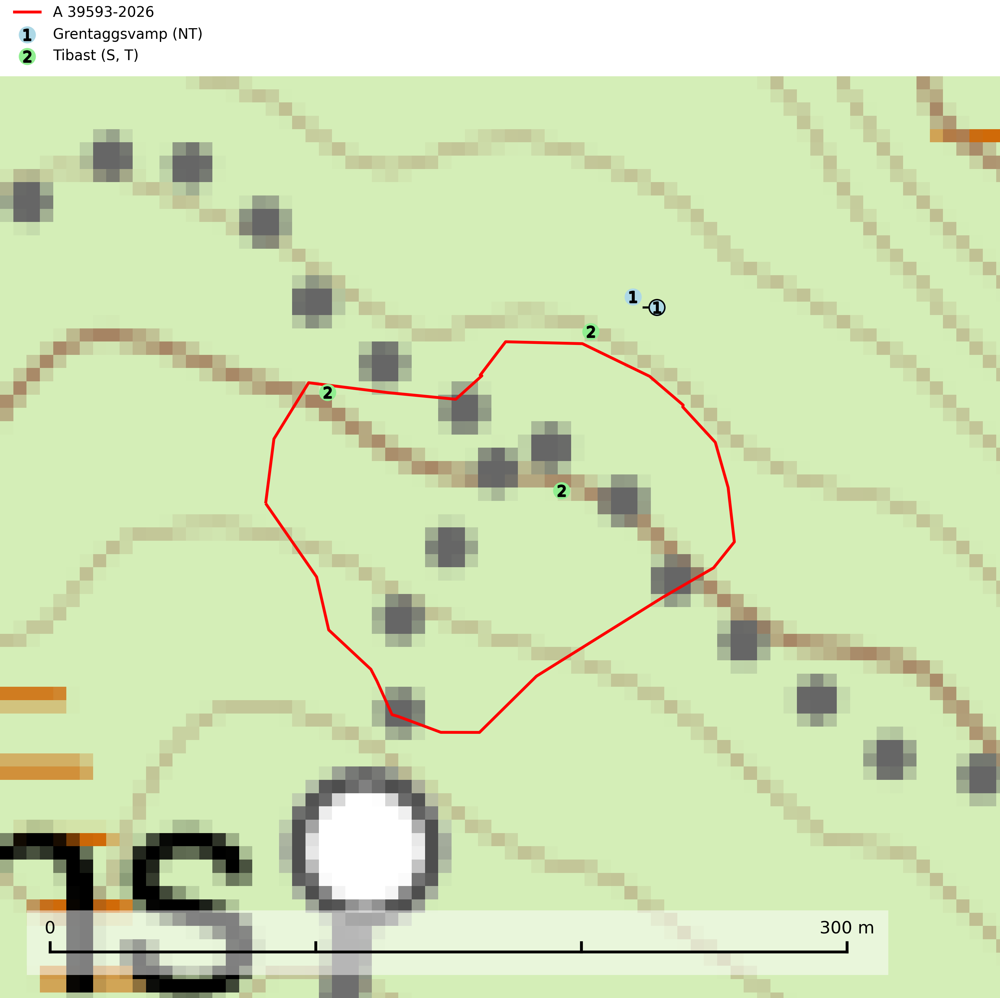 A 39593-2026
1 Grentaggsvamp (NT)
2 Tibast (S, T)
1
1
2
2
2
0 300 m